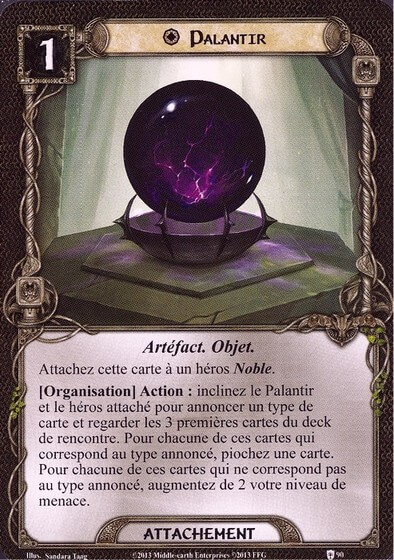 1
Palantir
Artéfact. Objet.
Attachez cette carte à un héros Noble.
[Organisation] Action : inclinez le Palantir
et le héros attaché pour annoncer un type de
carte et regarder les 3 premières cartes du deck
de rencontre. Pour chacune de ces cartes qui
correspond au type annoncé, piochez une carte.
Pour chacune de ces cartes qui ne correspond pas
au type annoncé, augmentez de 2 votre niveau de
menace.
ATTACHEMENT
Illus. Sandara Tang
©2013 Middle-earth Enterprises ©2013 FFG
90